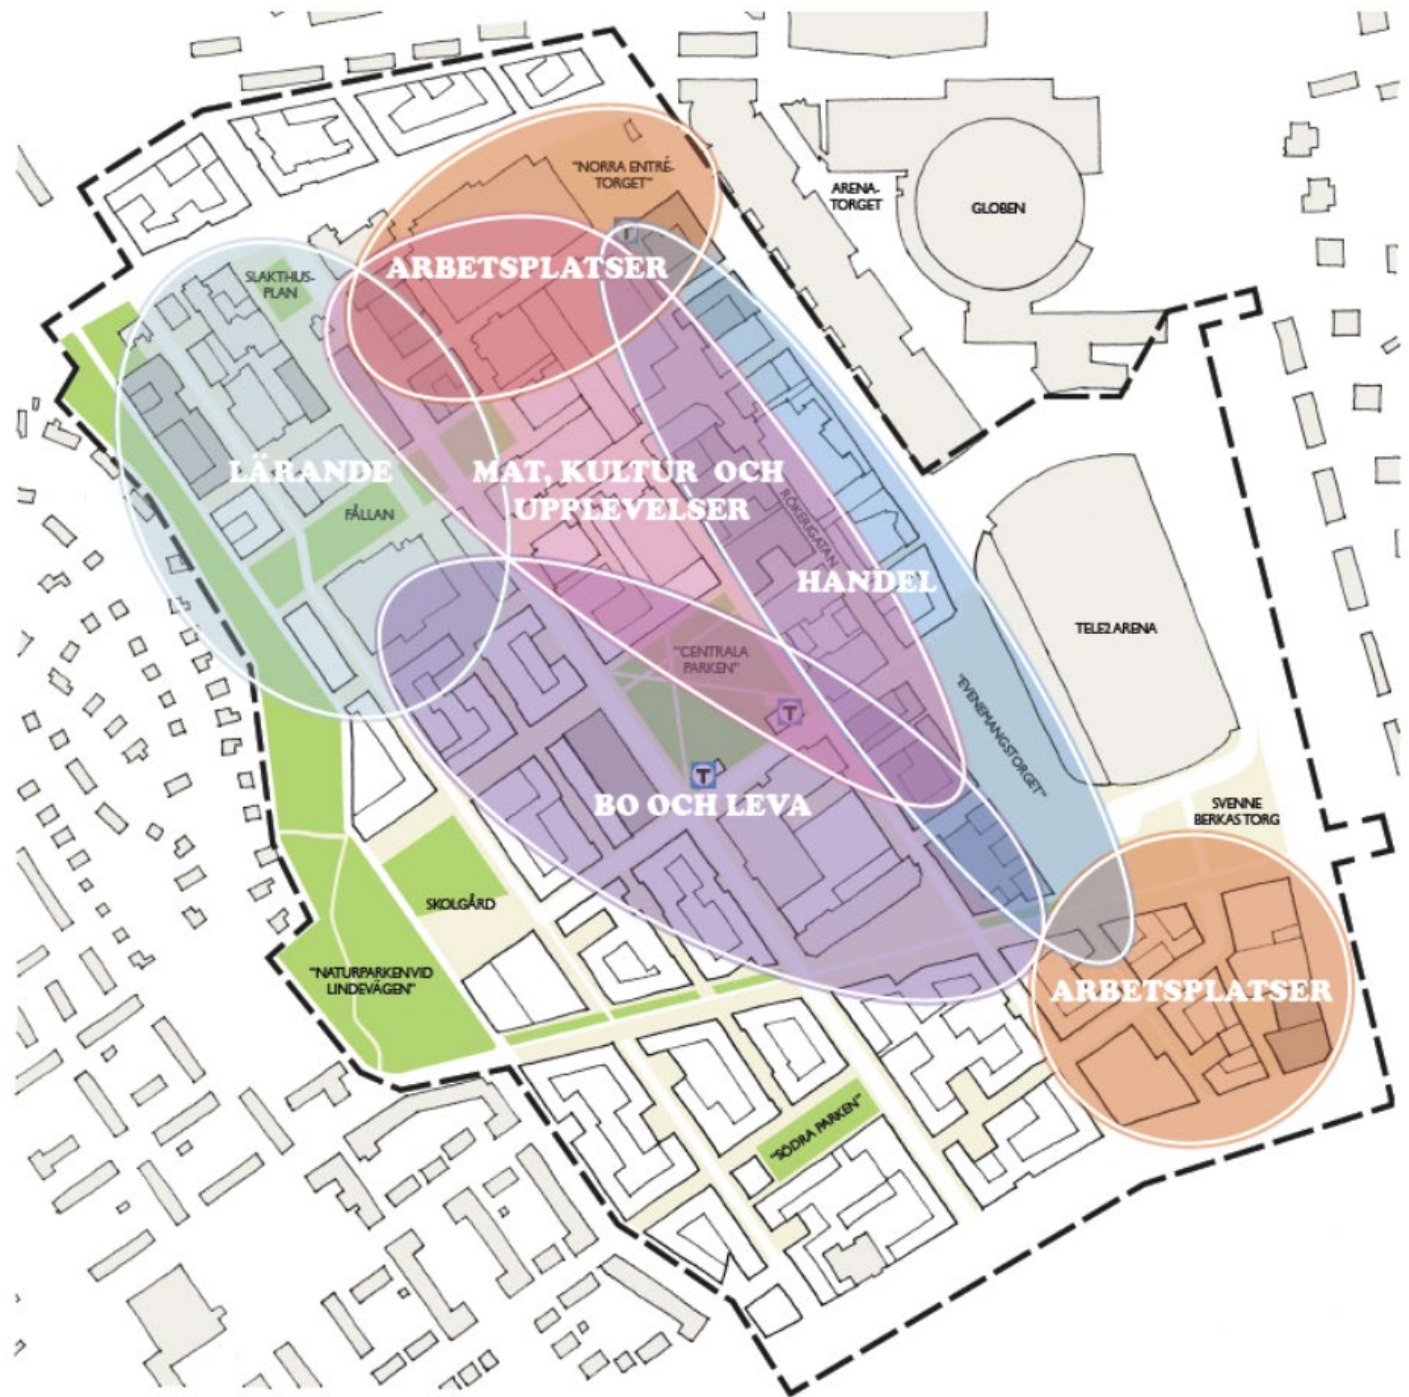 "NORRA ENTRÉ-
TORGET"
ARENA-
TORGET
GLOBEN
T
ARBETSPLATSER
SLAKTHUS-
PLAN
LÄRANDE
MAT, KULTUR OCH
UPPLEVELSER
FÅLLAN
RÖKERIGATAN
HANDEL
TELE2 ARENA
"CENTRALA
PARKEN"
"EVENEMANGSTORGET"
T
T
BO OCH LEVA
SVENNE
BERKAS TORG
SKOLGÅRD
"NATURPARKEN VID
LINDEVÄGEN"
ARBETSPLATSER
"SÖDRA PARKEN"